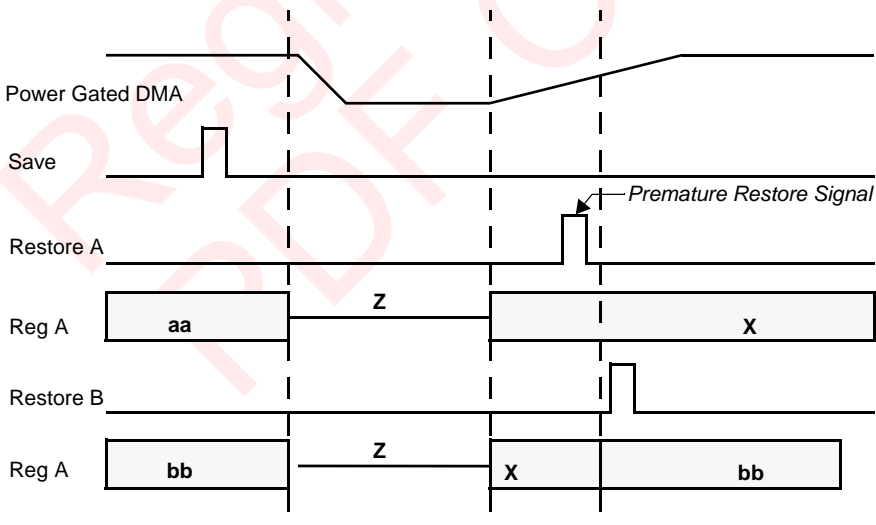 Power Gated DMA
Save
Premature Restore Signal
Restore A
Z
Reg A
aa
X
Restore B
Z
Reg A
bb
X
bb